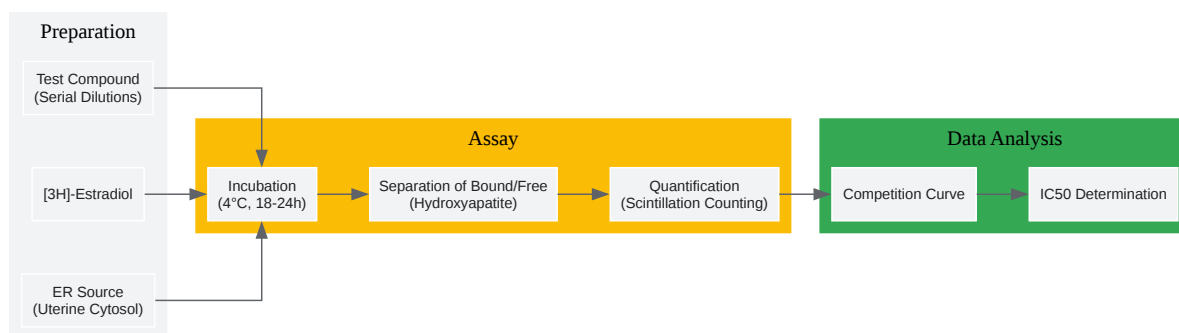 Preparation
Test Compound
(Serial Dilutions)
[3H]-Estradiol
ER Source
(Uterine Cytosol)
Assay
Incubation
(4°C, 18-24h)
Separation of Bound/Free
(Hydroxyapatite)
Quantification
(Scintillation Counting)
Data Analysis
Competition Curve
IC50 Determination